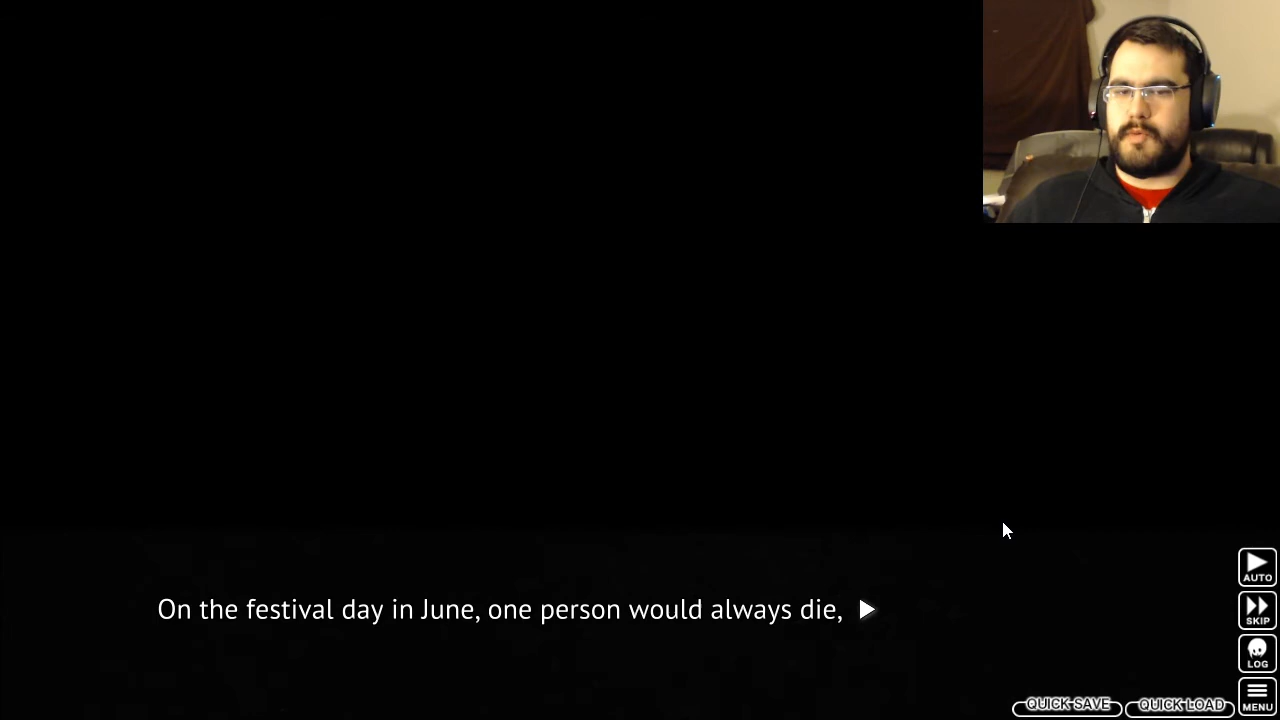 On the festival day in June, one person would always die,
AUTO
SKIP
LOG
QUICK SAVE QUICK LOAD MENU